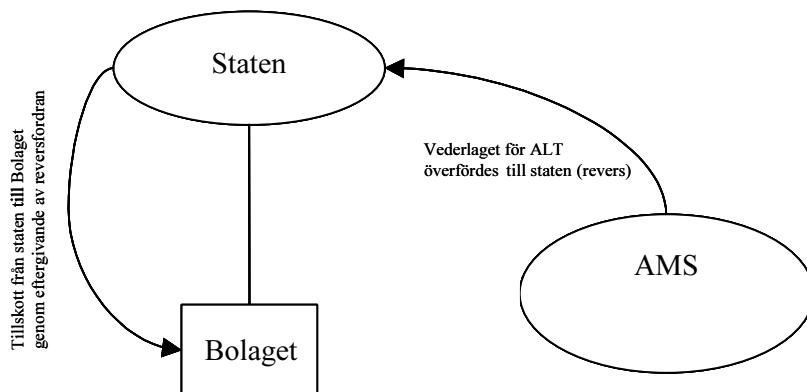 Staten
Tillskott från staten till Bolaget
genom eftergivande av reversfordran
Vederlaget för ALT
överfördes till staten (revers)
AMS
Bolaget